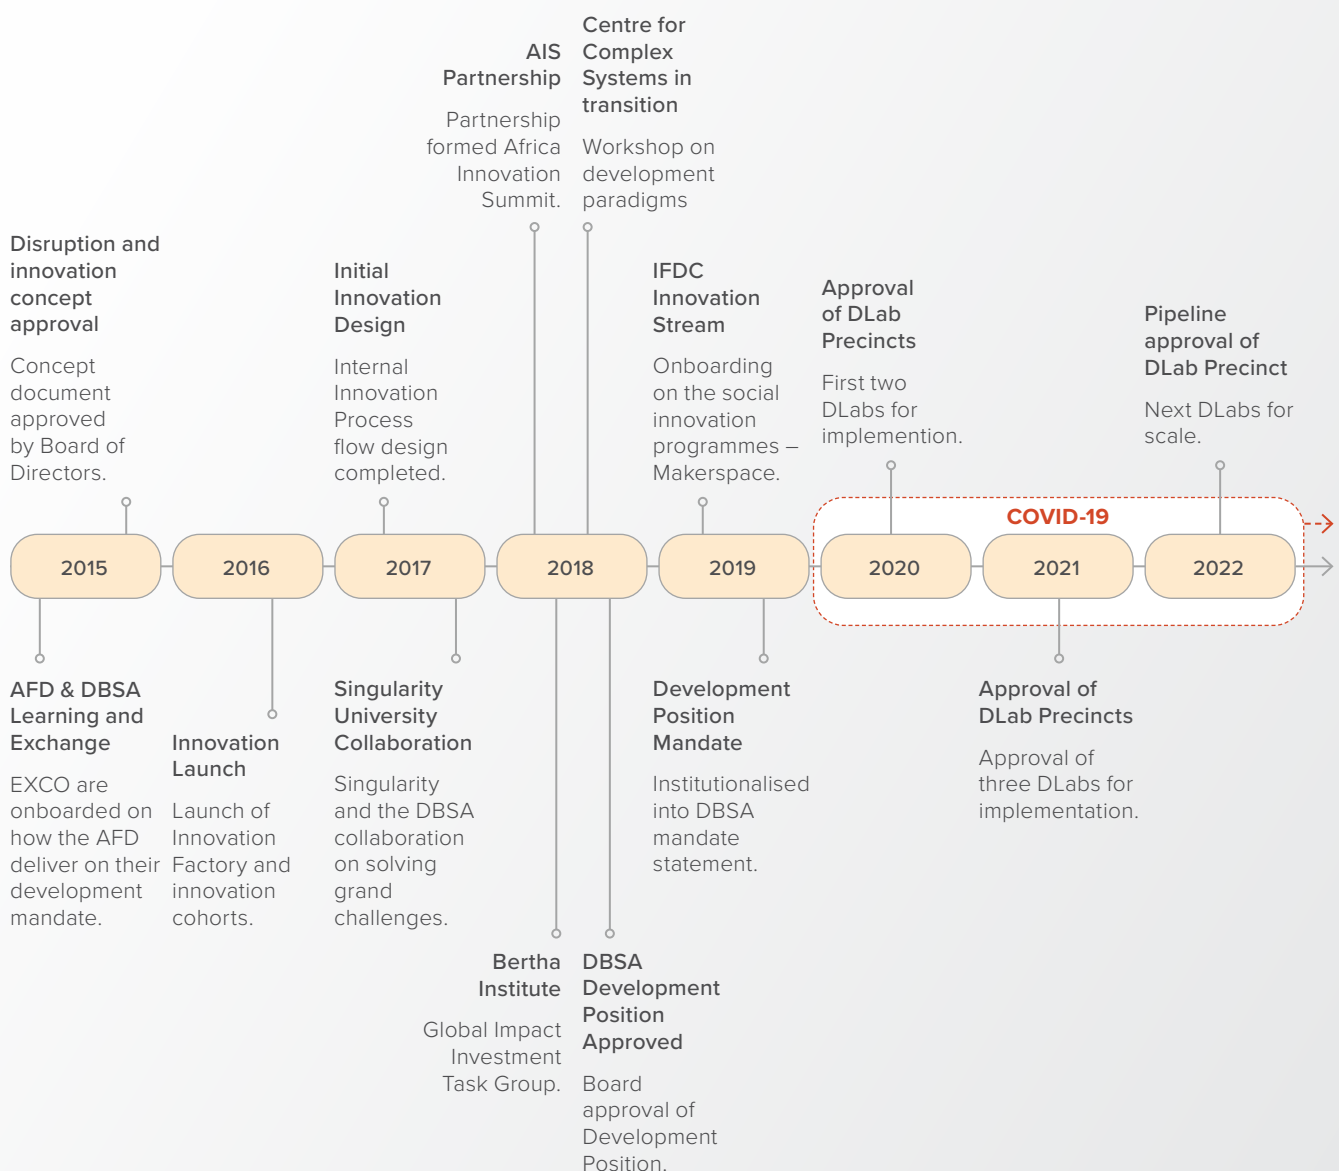 AIS
Partnership
Partnership
formed Africa
Innovation
Summit.
Centre for
Complex
Systems in
transition
Workshop on
development
paradigms
Disruption and
innovation
concept
approval
Concept
document
approved
by Board of
Directors.
Initial
Innovation
Design
Internal
Innovation
Process
flow design
completed.
IFDC
Innovation
Stream
Onboarding
on the social
innovation
programmes –
Makerspace.
Approval
of DLab
Precincts
First two
DLabs for
implemention.
Pipeline
approval of
DLab Precinct
Next DLabs for
scale.
COVID-19
2015
2016
2017
2018
2019
2020
2021
2022
AFD & DBSA
Learning and
Exchange
EXCO are
onboarded on
how the AFD
deliver on their
development
mandate.
Innovation
Launch
Launch of
Innovation
Factory and
innovation
cohorts.
Singularity
University
Collaboration
Singularity
and the DBSA
collaboration
on solving
grand
challenges.
Bertha
Institute
Global Impact
Investment
Task Group.
DBSA
Development
Position
Approved
Board
approval of
Development
Position.
Development
Position
Mandate
Institutionalised
into DBSA
mandate
statement.
Approval of
DLab Precincts
Approval of
three DLabs for
implementation.